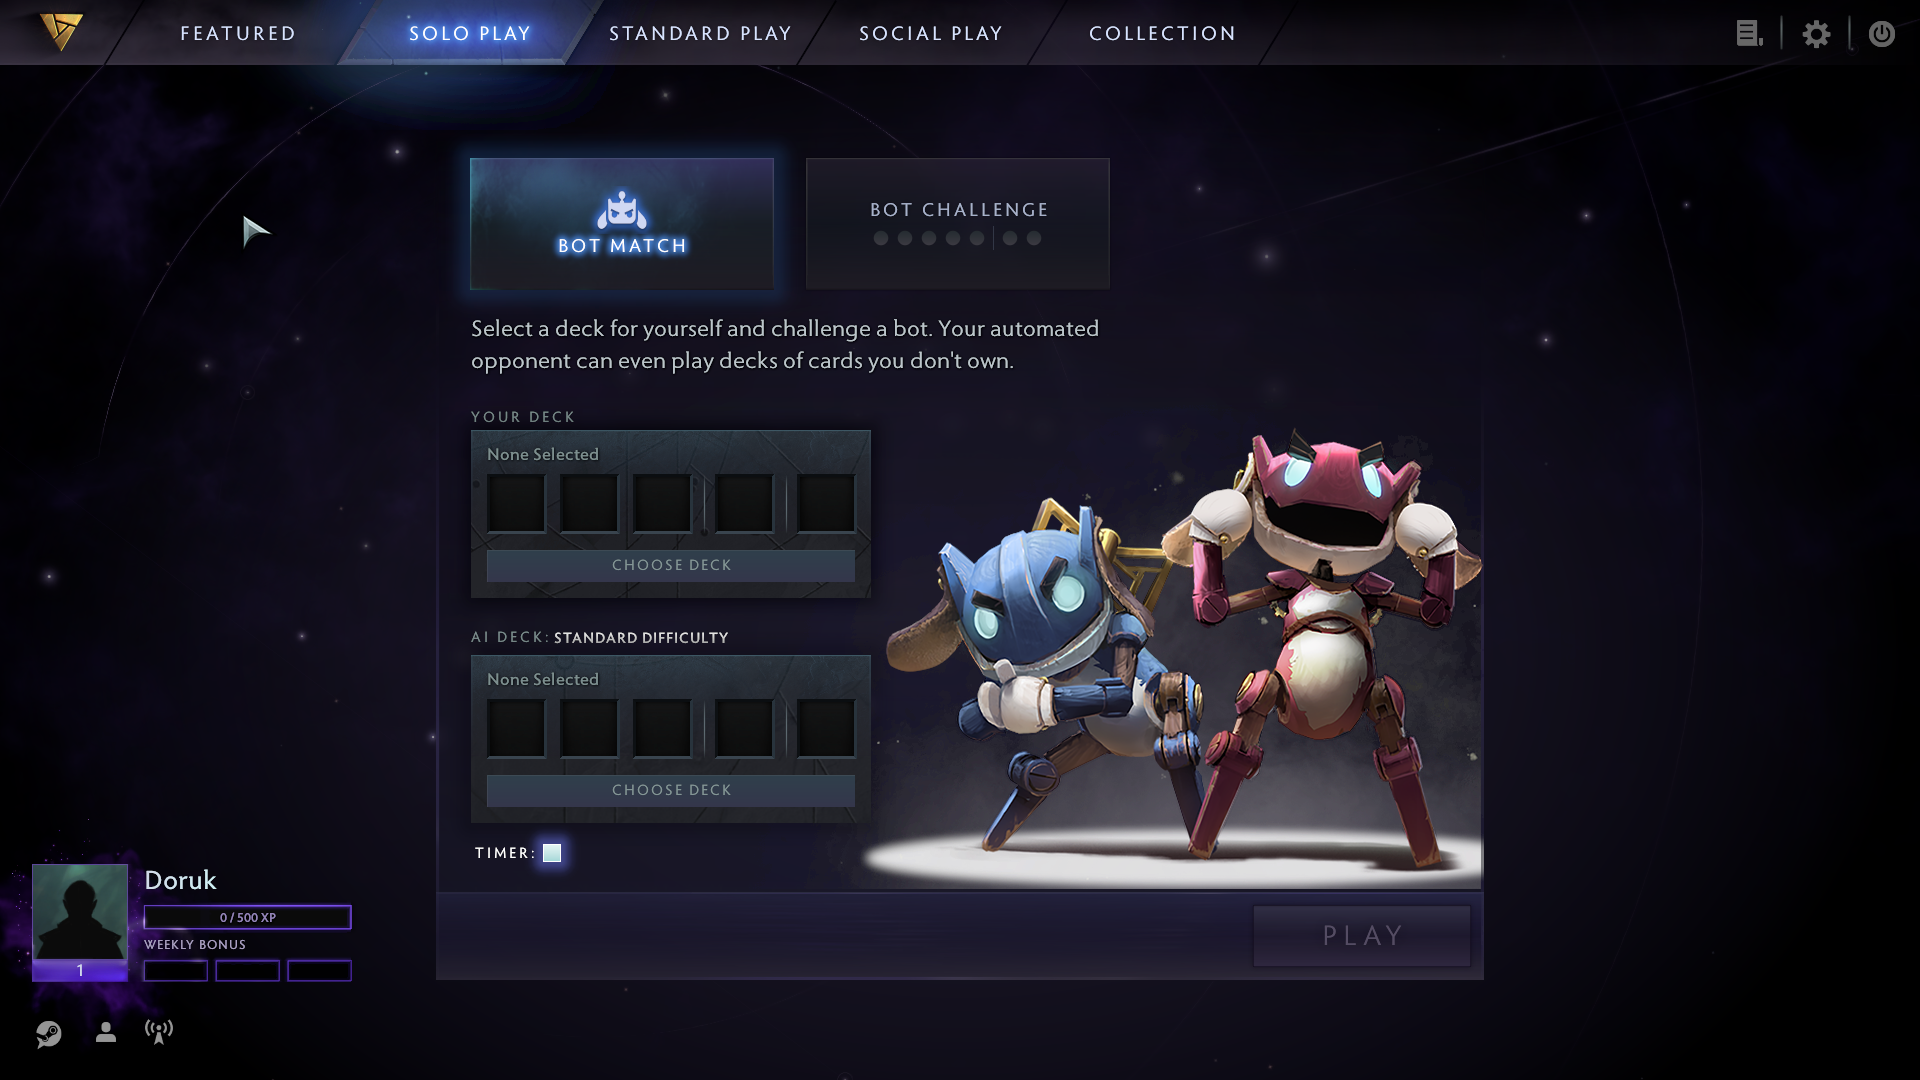 FEATURED
SOLO PLAY
STANDARD PLAY
SOCIAL PLAY
COLLECTION
BOT MATCH
BOT CHALLENGE
Select a deck for yourself and challenge a bot. Your automated
opponent can even play decks of cards you don't own.
YOUR DECK
None Selected
CHOOSE DECK
AI DECK: STANDARD DIFFICULTY
None Selected
CHOOSE DECK
TIMER:
Doruk
0 / 500 XP
WEEKLY BONUS
1
PLAY